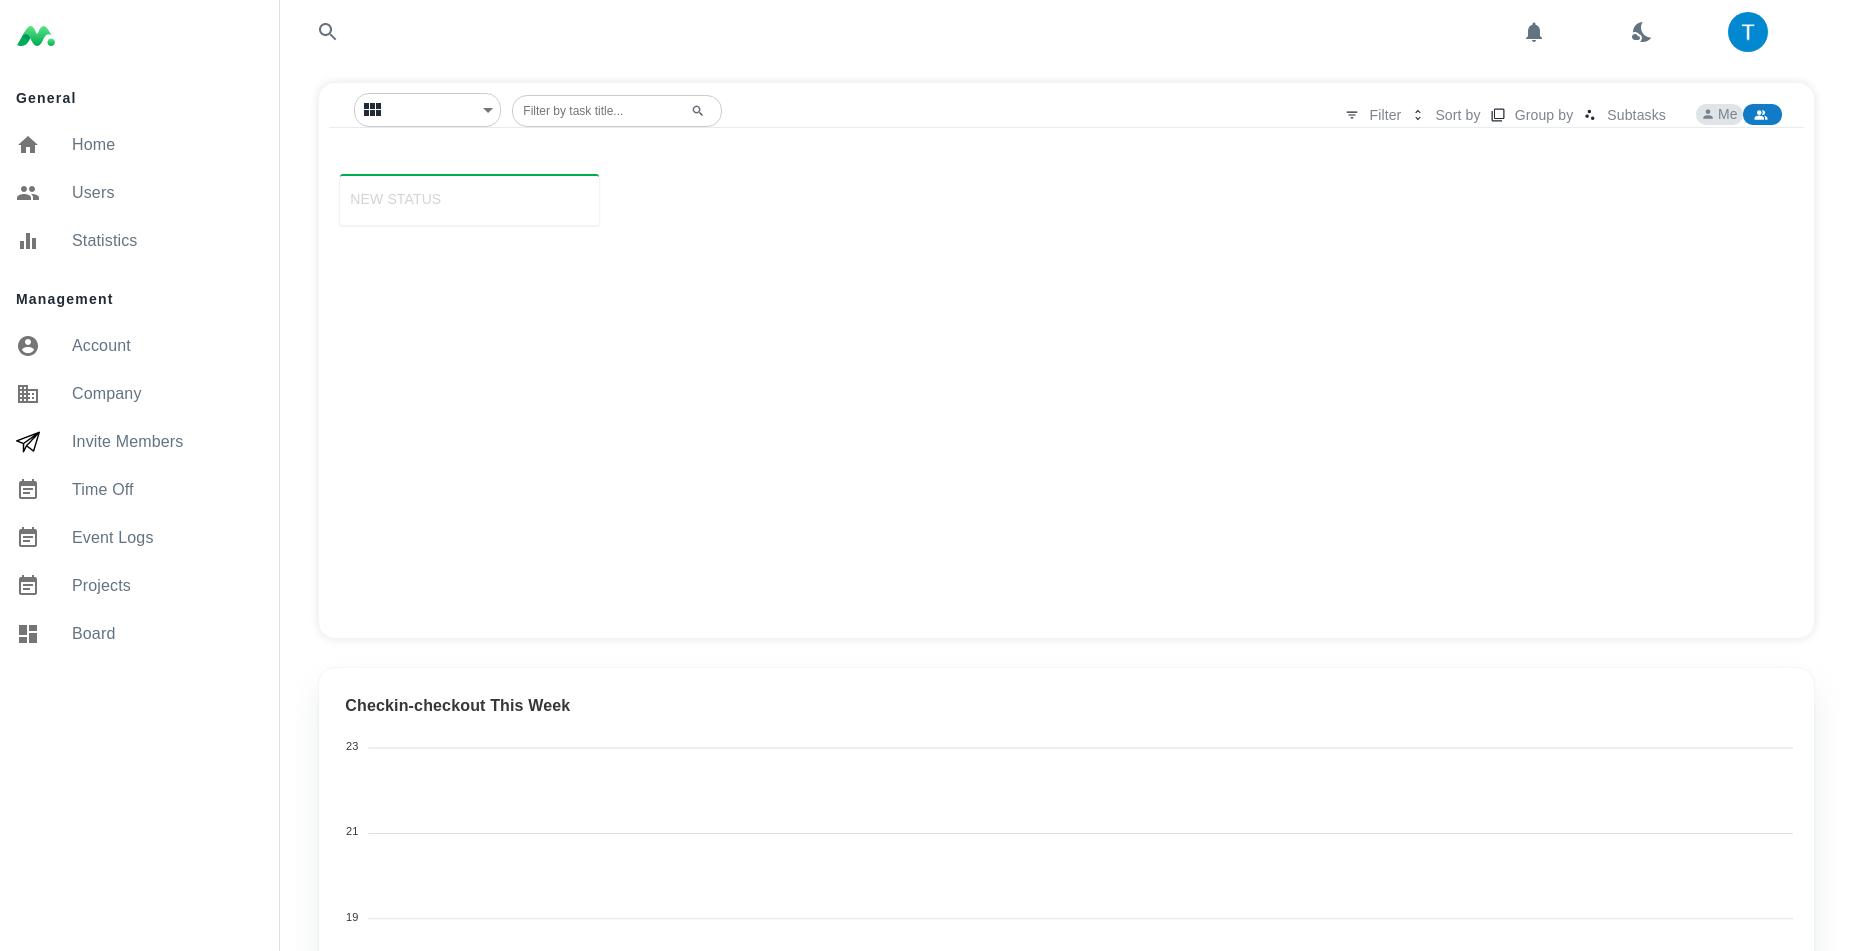 T
General
Home
Users
Statistics
Management
Account
Company
Invite Members
Time Off
Event Logs
Projects
Board
Filter by task title...
Filter
Sort by
Group by
Subtasks
Me
NEW STATUS
Checkin-checkout This Week
23
21
19